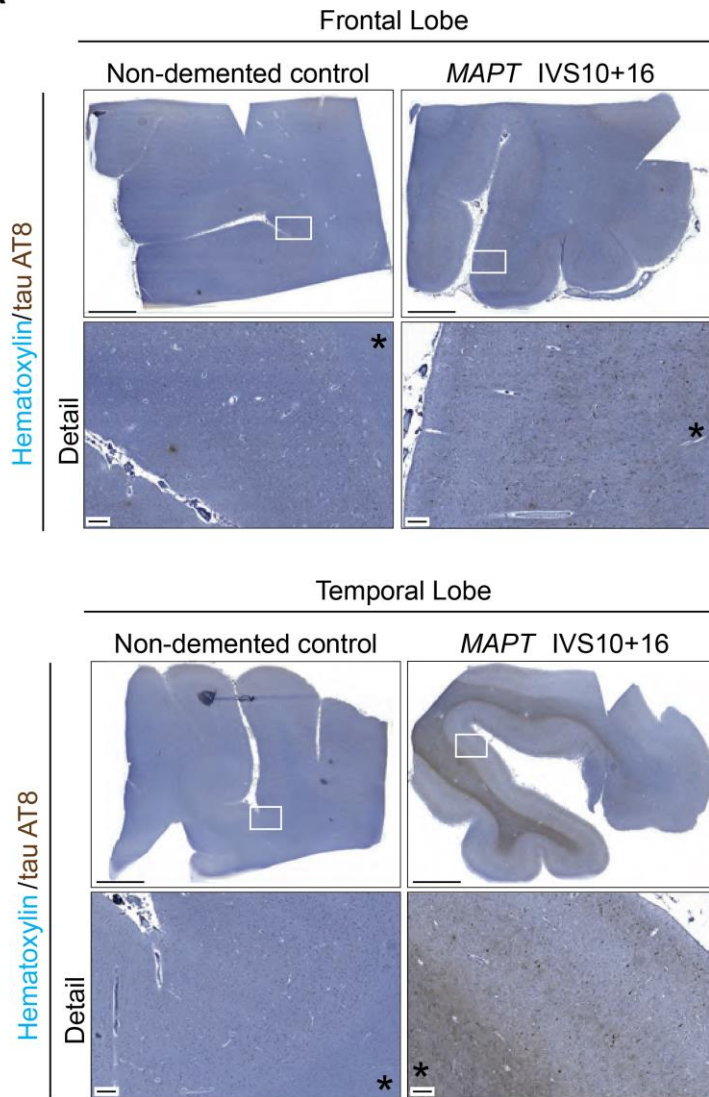 Frontal Lobe
Non-demented control
MAPT IVS10+16
Hematoxylin/tau AT8
Detail
*
*
Temporal Lobe
Non-demented control
MAPT IVS10+16
Hematoxylin /tau AT8
Detail
*
*